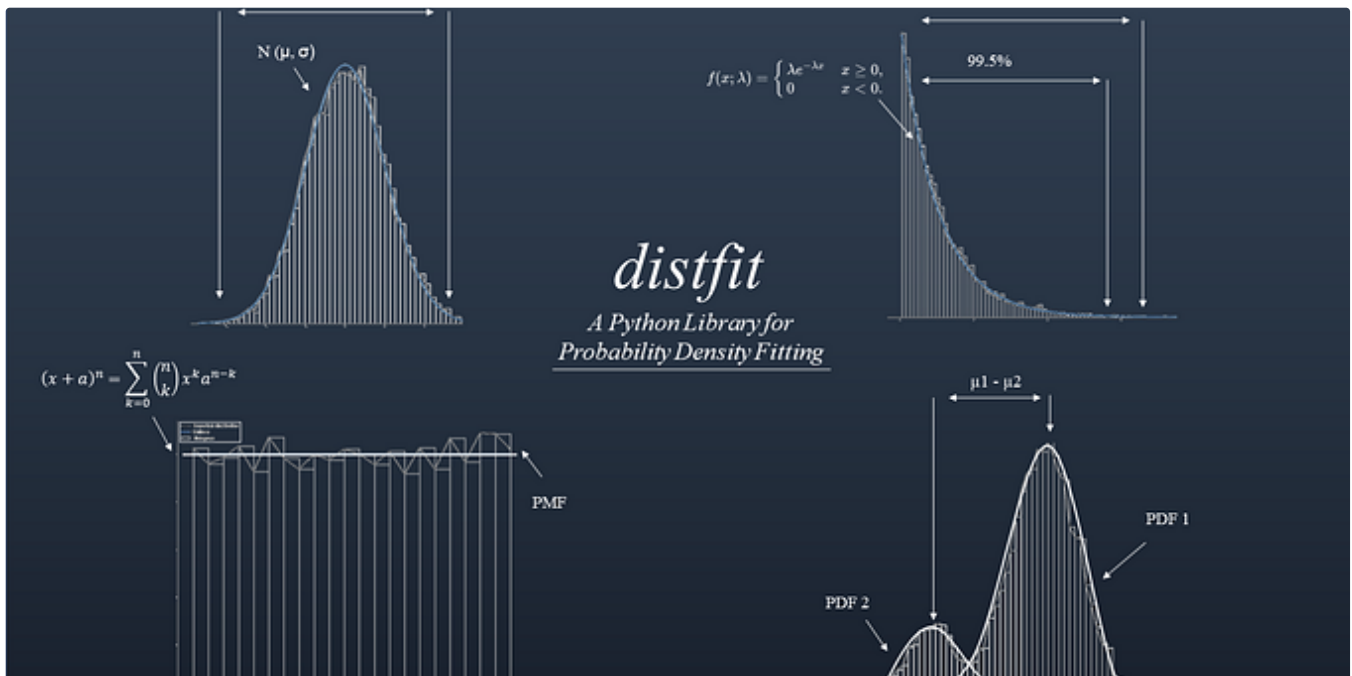 N (μ, σ)
f(x; λ) = { λe^{-λx} x ≥ 0,
0 x < 0.
99.5%
distfit
A Python Library for
Probability Density Fitting
(x + a)^n = ∑_{k=0}^{n} (n k) x^k a^{n-k}
μ1 - μ2
PMF
PDF 1
PDF 2